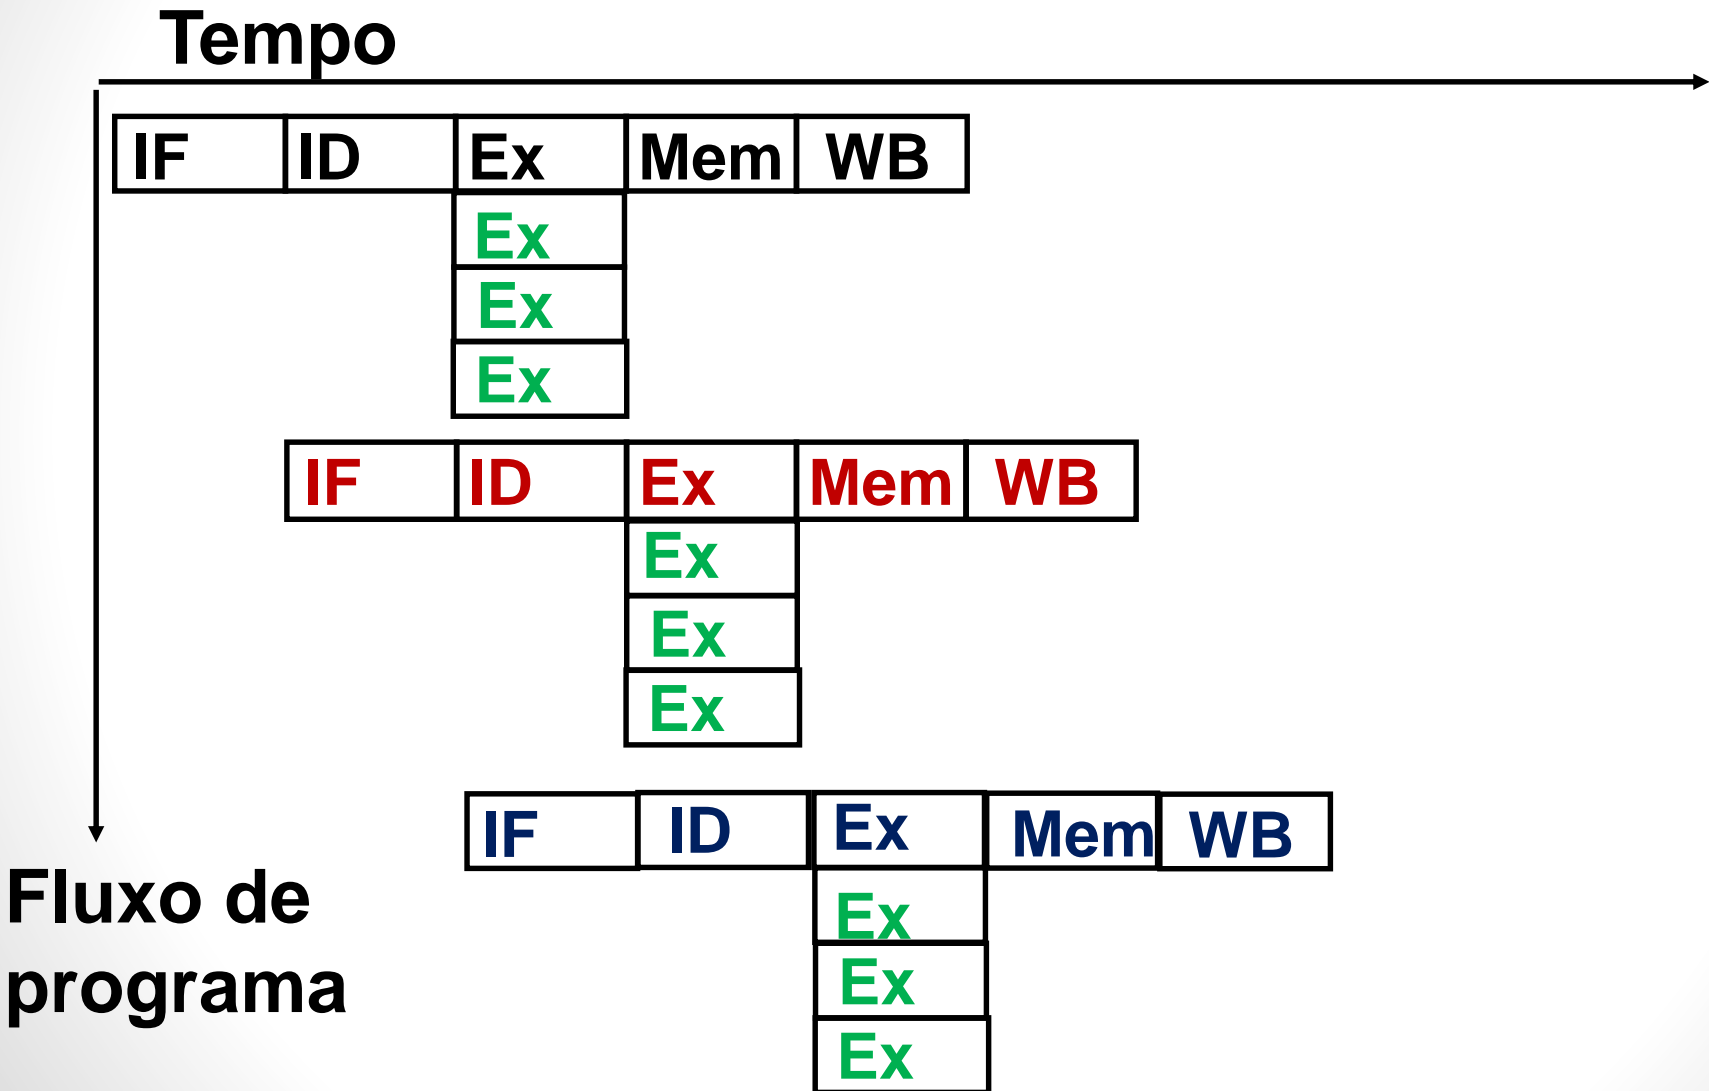 Tempo
IF ID Ex Mem WB
Ex
Ex
Ex
IF ID Ex Mem WB
Ex
Ex
Ex
IF ID Ex Mem WB
Ex
Ex
Ex
Fluxo de
programa